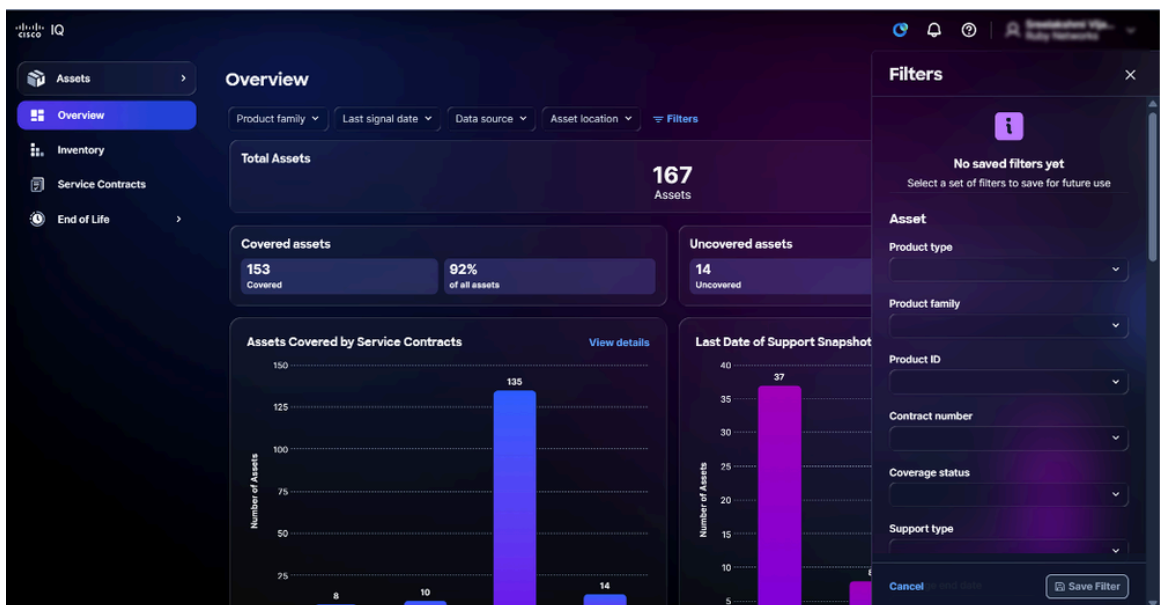 cisco IQ
Assets
Overview
Inventory
Service Contracts
End of Life
Overview
Product family
Last signal date
Data source
Asset location
Filters
Total Assets
167
Assets
Covered assets
153
Covered
92%
of all assets
Uncovered assets
14
Uncovered
Assets Covered by Service Contracts
View details
150
125
100
75
50
25
Number of Assets
8
10
135
14
Last Date of Support Snapshot
40
35
30
25
20
15
10
5
Number of Assets
37
Filters
No saved filters yet
Select a set of filters to save for future use
Asset
Product type
Product family
Product ID
Contract number
Coverage status
Support type
Cancel
Save Filter